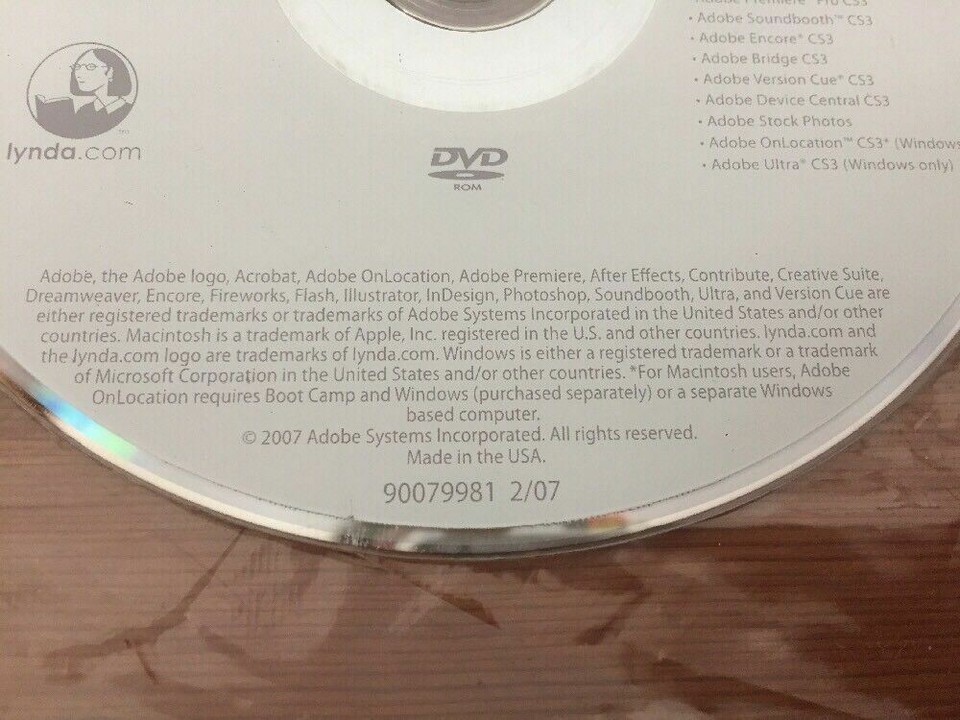 Adobe Premiere® Pro CS3
• Adobe Soundbooth™ CS3
• Adobe Encore® CS3
• Adobe Bridge CS3
• Adobe Version Cue® CS3
• Adobe Device Central CS3
• Adobe Stock Photos
• Adobe OnLocation™ CS3* (Windows
• Adobe Ultra® CS3 (Windows only)
™
lynda.com
DVD
ROM
Adobe, the Adobe logo, Acrobat, Adobe OnLocation, Adobe Premiere, After Effects, Contribute, Creative Suite,
Dreamweaver, Encore, Fireworks, Flash, Illustrator, InDesign, Photoshop, Soundbooth, Ultra, and Version Cue are
either registered trademarks or trademarks of Adobe Systems Incorporated in the United States and/or other
countries. Macintosh is a trademark of Apple, Inc. registered in the U.S. and other countries. lynda.com and
the lynda.com logo are trademarks of lynda.com. Windows is either a registered trademark or a trademark
of Microsoft Corporation in the United States and/or other countries. *For Macintosh users, Adobe
OnLocation requires Boot Camp and Windows (purchased separately) or a separate Windows
based computer.
© 2007 Adobe Systems Incorporated. All rights reserved.
Made in the USA.
90079981 2/07